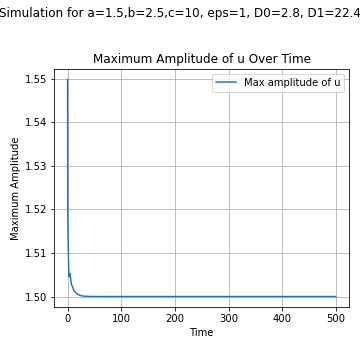 Simulation for a=1.5,b=2.5,c=10, eps=1, D0=2.8, D1=22.4
Maximum Amplitude of u Over Time
Max amplitude of u
Maximum Amplitude
1.55
1.54
1.53
1.52
1.51
1.50
0 100 200 300 400 500
Time